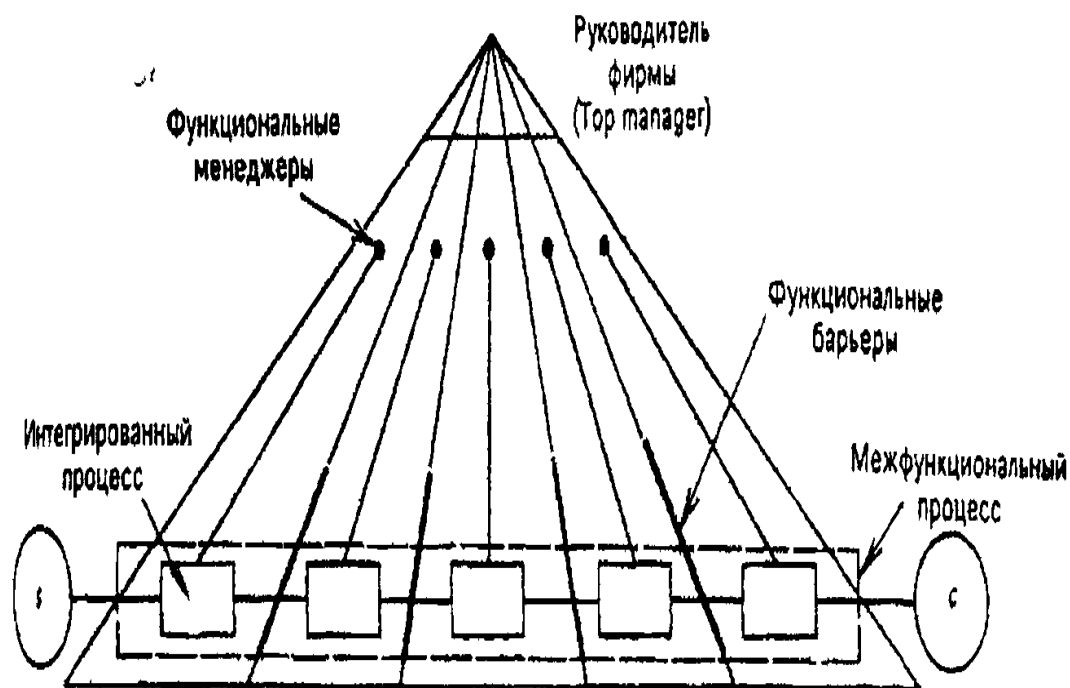 Руководитель
фирмы
(Top manager)
Функциональные
менеджеры
Функциональные
барьеры
Интегрированный
процесс
Межфункциональный
процесс
S
C